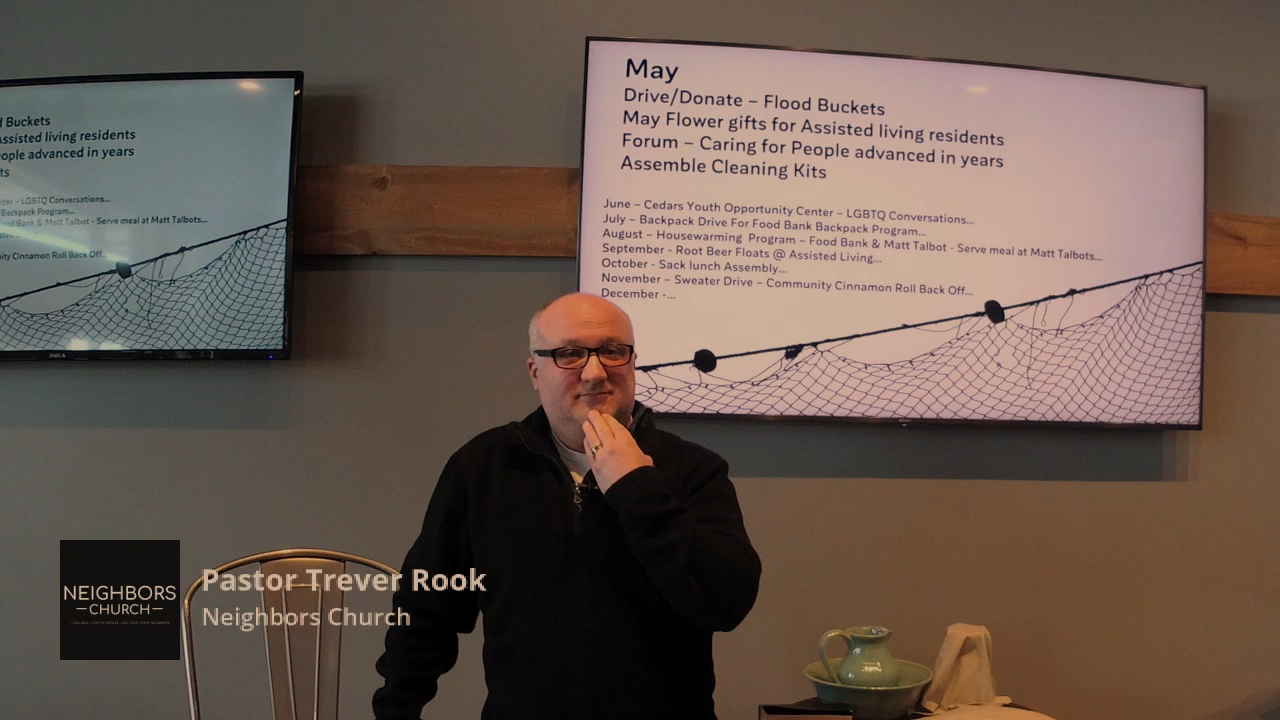 May
Drive/Donate – Flood Buckets
May Flower gifts for Assisted living residents
Forum – Caring for People advanced in years
Assemble Cleaning Kits
June – Cedars Youth Opportunity Center – LGBTQ Conversations...
July – Backpack Drive For Food Bank Backpack Program...
August – Housewarming Program – Food Bank & Matt Talbot - Serve meal at Matt Talbots...
September - Root Beer Floats @ Assisted Living...
October - Sack lunch Assembly...
November – Sweater Drive – Community Cinnamon Roll Back Off...
December -...
Buckets
Assisted living residents
People advanced in years
ts
ter – LGBTQ Conversations...
Backpack Program...
Bank & Matt Talbot - Serve meal at Matt Talbots...
ity Cinnamon Roll Back Off...
NEIGHBORS
CHURCH
Pastor Trever Rook
Neighbors Church